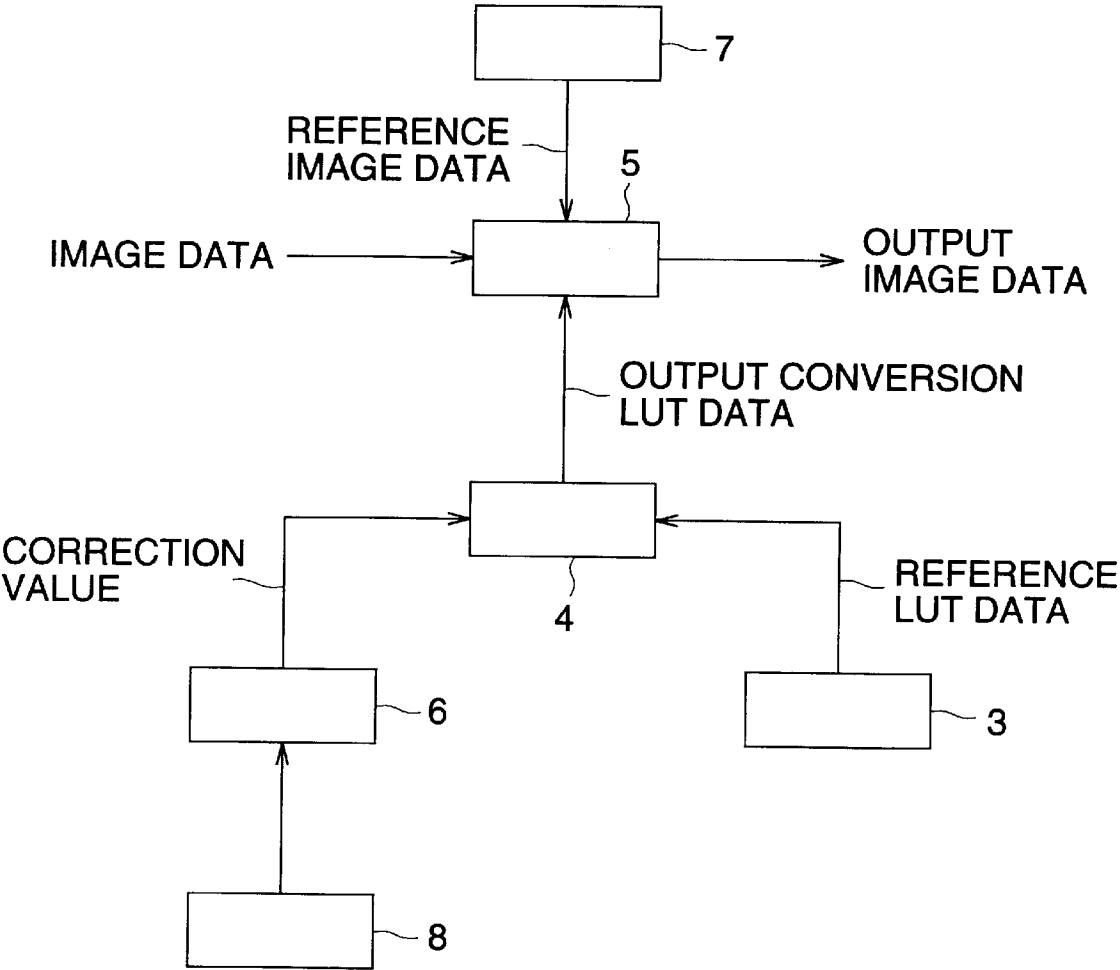 7
REFERENCE
IMAGE DATA
5
IMAGE DATA
OUTPUT
IMAGE DATA
OUTPUT CONVERSION
LUT DATA
CORRECTION
VALUE
4
REFERENCE
LUT DATA
6
3
8